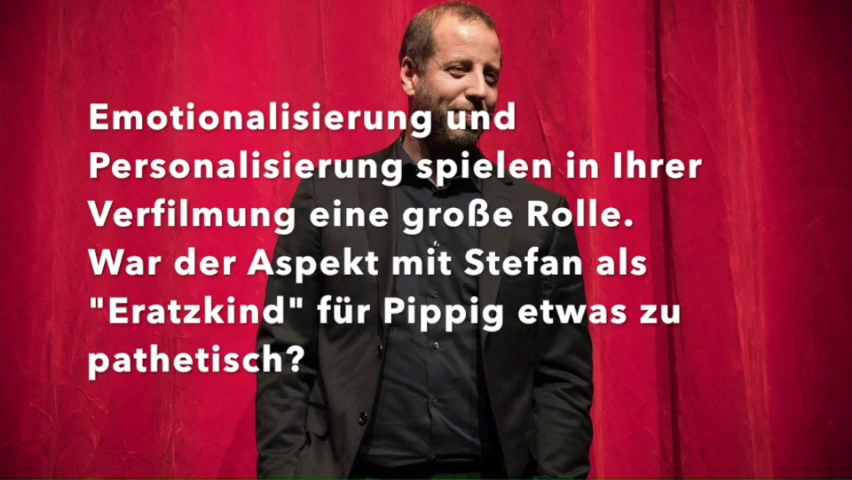 Emotionalisierung und
Personalisierung spielen in Ihrer
Verfilmung eine große Rolle.
War der Aspekt mit Stefan als
"Eratzkind" für Pippig etwas zu
pathetisch?